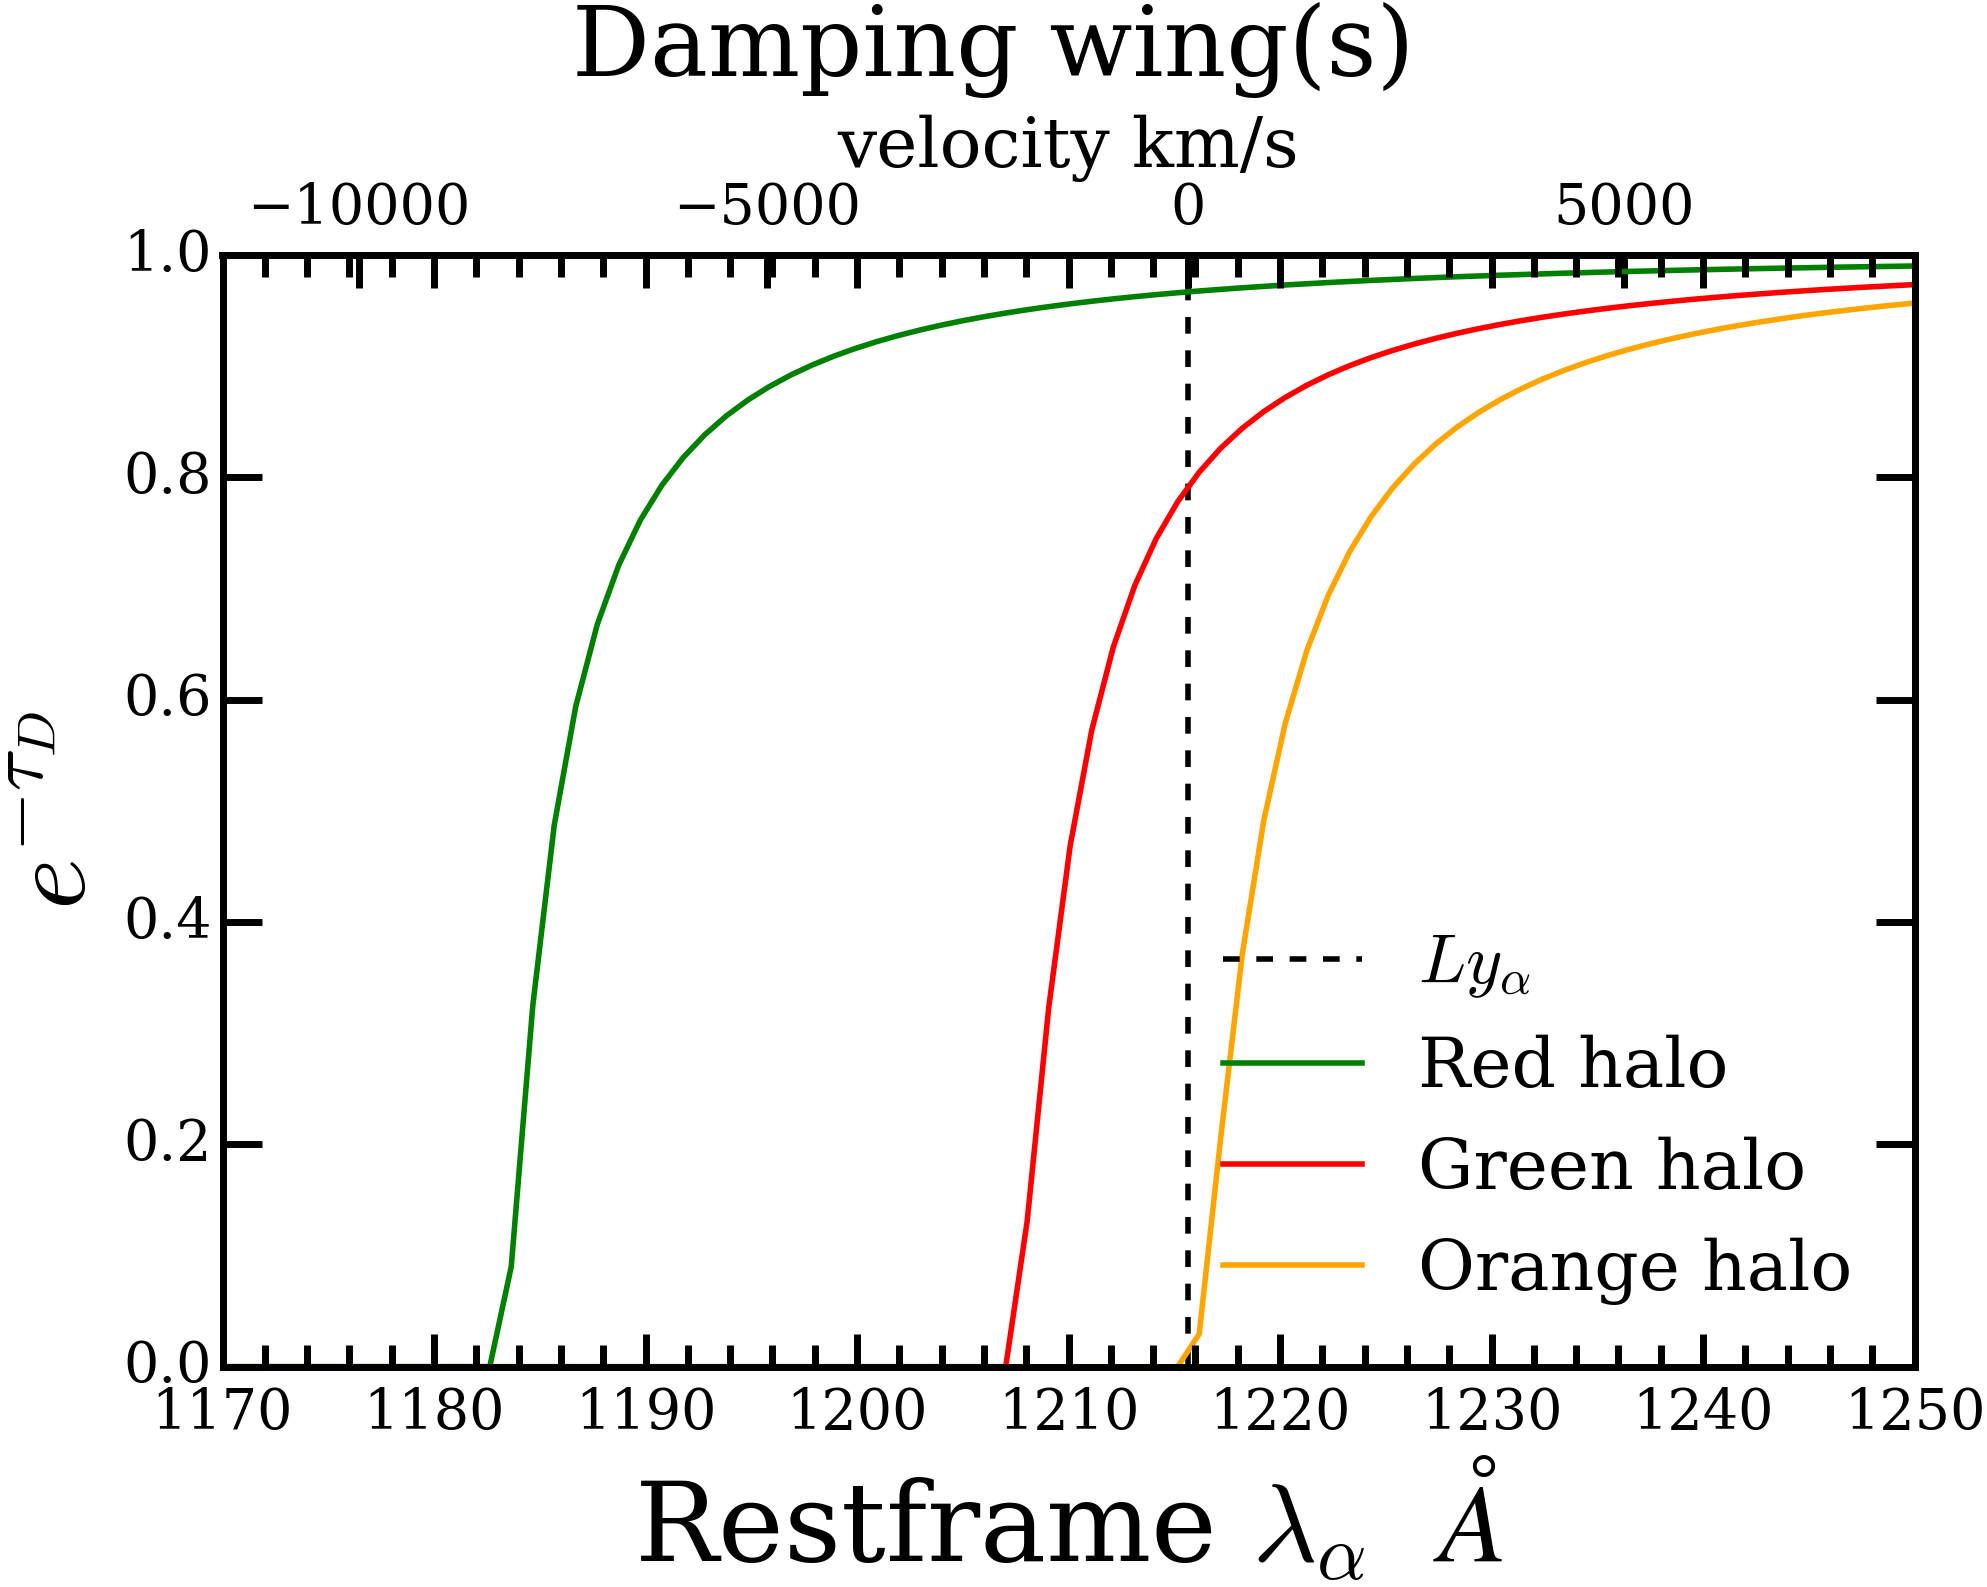 Damping wing(s)
velocity km/s
−10000 −5000 0 5000
1.0
0.8
0.6
0.4
0.2
0.0
e^{−τ_D}
Ly_α
Red halo
Green halo
Orange halo
1170 1180 1190 1200 1210 1220 1230 1240 1250
Restframe λ_α Å